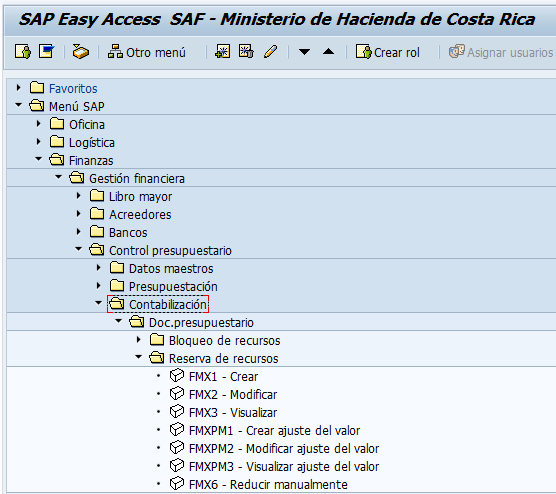 SAP Easy Access SAF - Ministerio de Hacienda de Costa Rica
Otro menú Crear rol Asignar usuarios
Favoritos
Menú SAP
Oficina
Logística
Finanzas
Gestión financiera
Libro mayor
Acreedores
Bancos
Control presupuestario
Datos maestros
Presupuestación
Contabilización
Doc.presupuestario
Bloqueo de recursos
Reserva de recursos
FMX1 - Crear
FMX2 - Modificar
FMX3 - Visualizar
FMXPM1 - Crear ajuste del valor
FMXPM2 - Modificar ajuste del valor
FMXPM3 - Visualizar ajuste del valor
FMX6 - Reducir manualmente